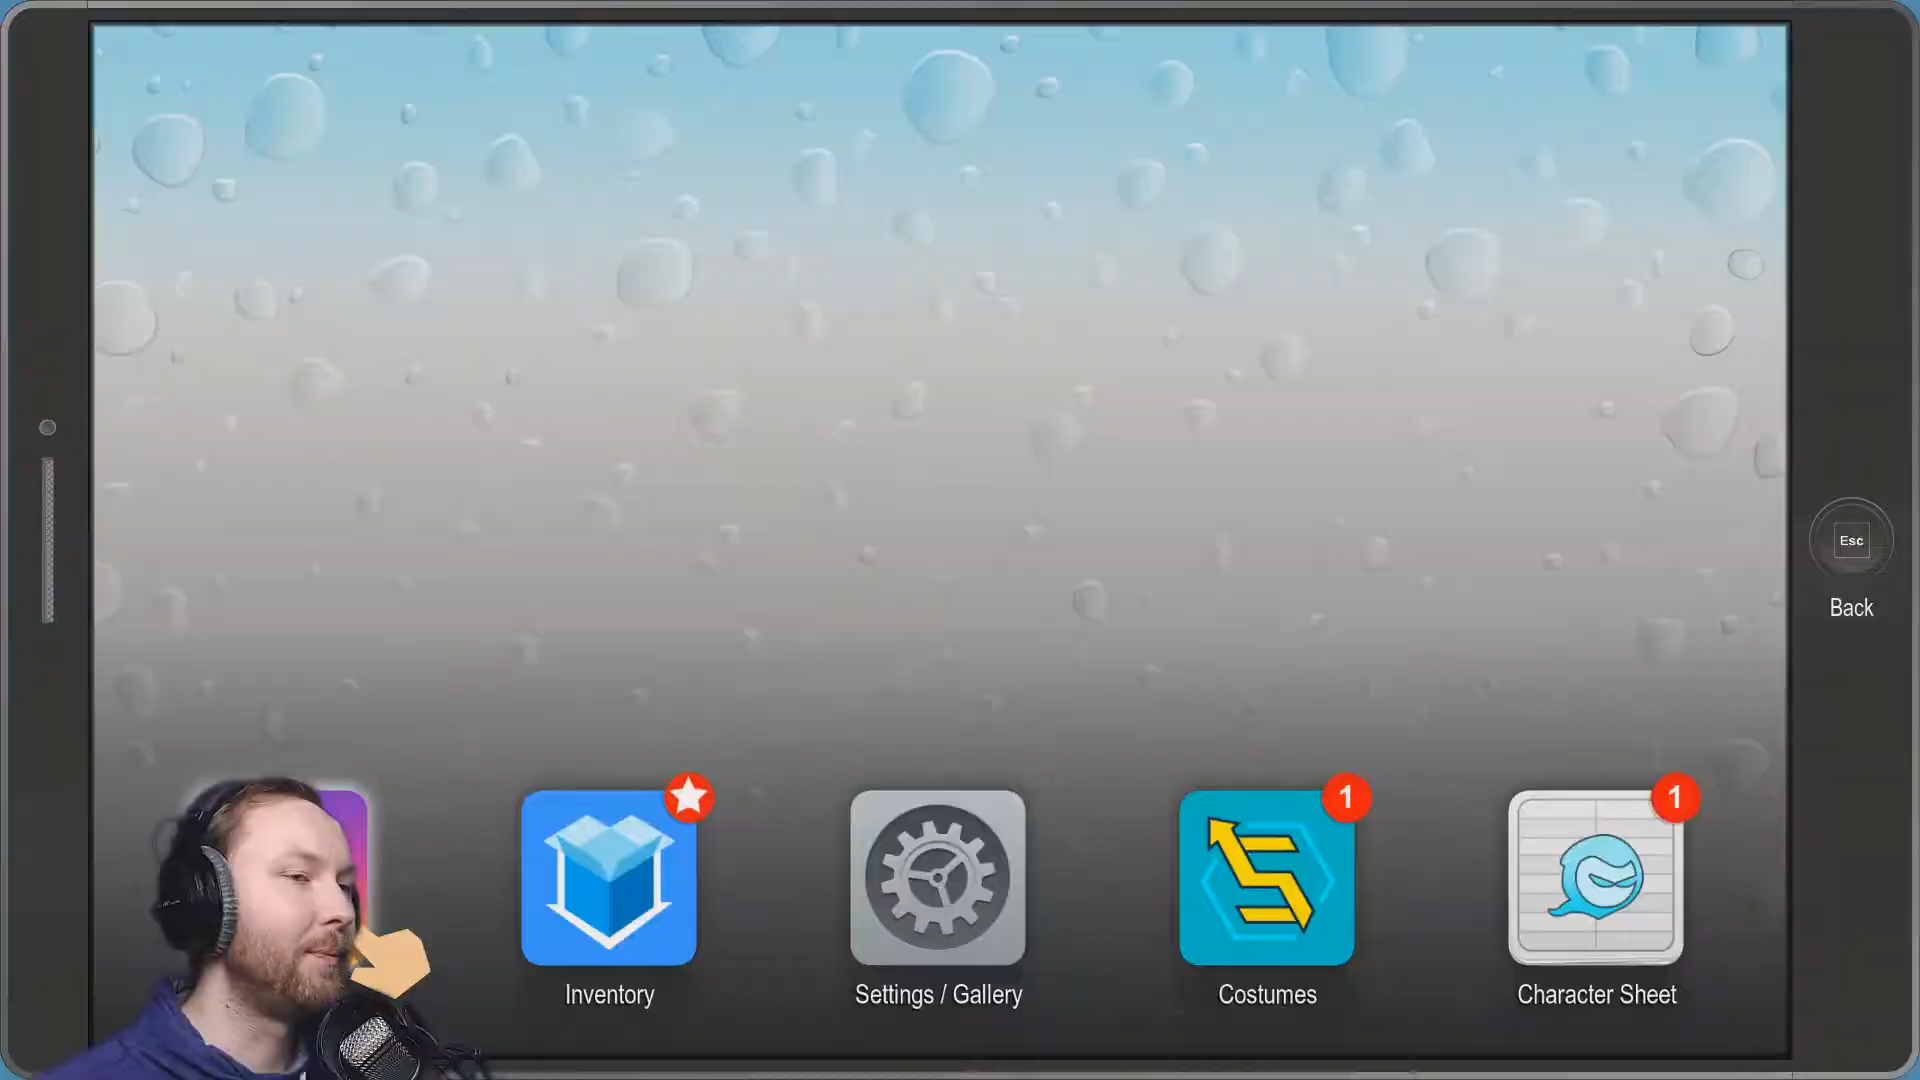 Esc
Back
1
1
Inventory
Settings / Gallery
Costumes
Character Sheet